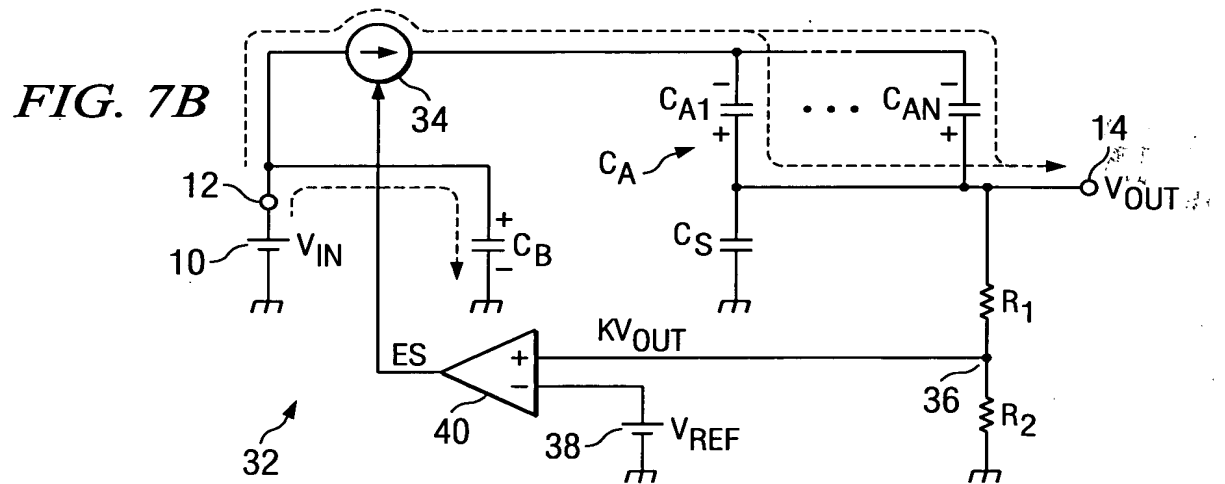 FIG. 7B
34
C_A1
+
−
• • •
C_AN
−
+
14
V_OUT
C_A
12
10
V_IN
+
C_B
−
C_S
R_1
KV_OUT
ES
+
−
40
36
R_2
38
V_REF
32